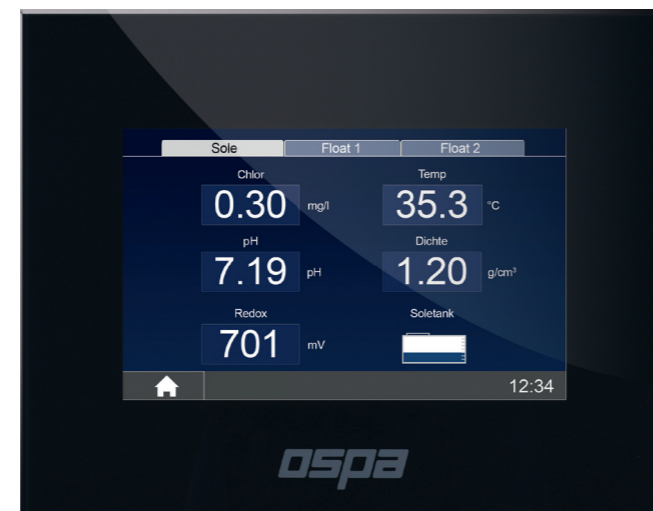 Sole Float 1 Float 2
Chlor Temp
0.30 mg/l 35.3 °C
pH Dichte
7.19 pH 1.20 g/cm³
Redox Soletank
701 mV
12:34
ospa